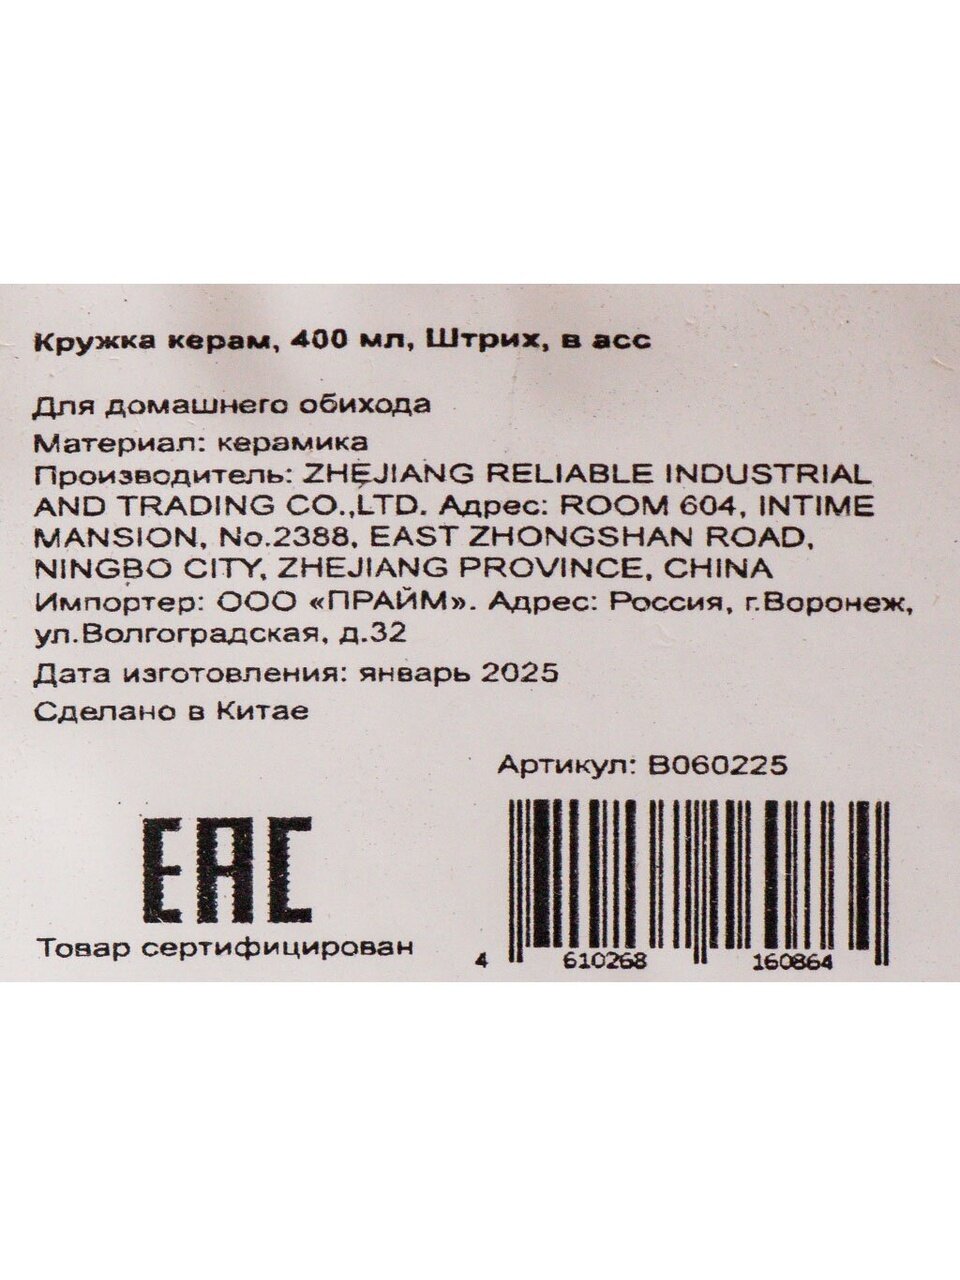 Кружка керам, 400 мл, Штрих, в асс
Для домашнего обихода
Материал: керамика
Производитель: ZHEJIANG RELIABLE INDUSTRIAL
AND TRADING CO.,LTD. Адрес: ROOM 604, INTIME
MANSION, No.2388, EAST ZHONGSHAN ROAD,
NINGBO CITY, ZHEJIANG PROVINCE, CHINA
Импортер: ООО «ПРАЙМ». Адрес: Россия, г.Воронеж,
ул.Волгоградская, д.32
Дата изготовления: январь 2025
Сделано в Китае
Артикул: B060225
EAC
Товар сертифицирован
4 610268 160864